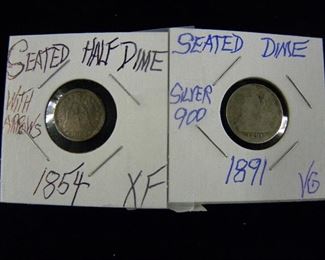 SEATED HALF DIME
WITH
ARROWS
1854
XF
SEATED DIME
SILVER
900
1891
VG